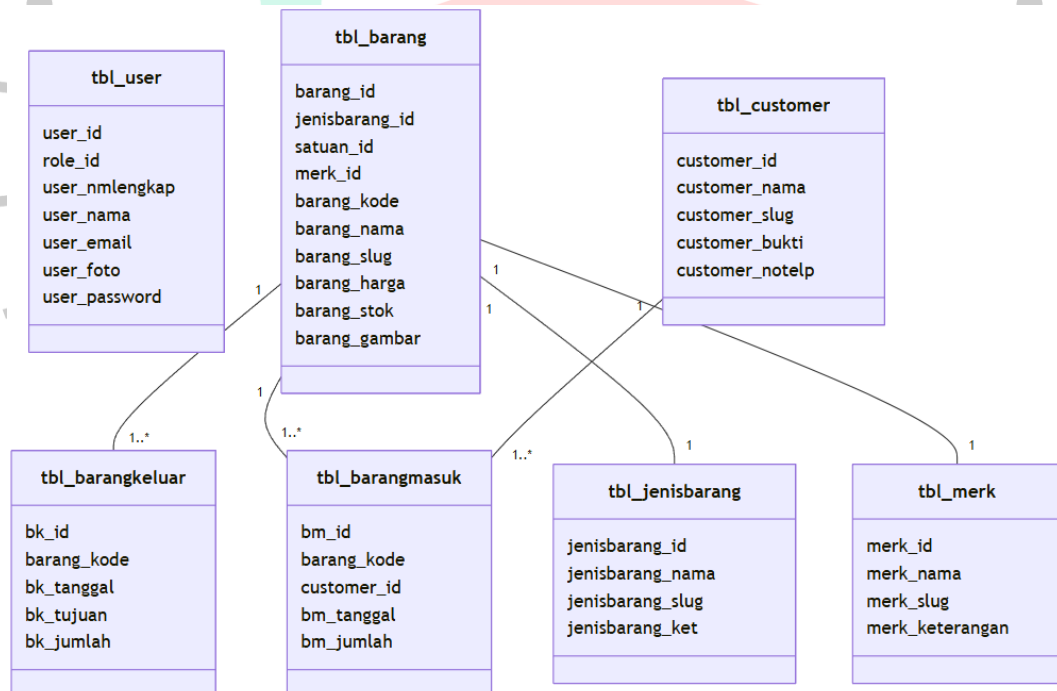 tbl_user
user_id
role_id
user_nmlengkap
user_nama
user_email
user_foto
user_password
tbl_barang
barang_id
jenisbarang_id
satuan_id
merk_id
barang_kode
barang_nama
barang_slug
barang_harga
barang_stok
barang_gambar
tbl_customer
customer_id
customer_nama
customer_slug
customer_bukti
customer_notelp
1
1
1
1
1
1..*
1..*
1..*
1
1
tbl_barangkeluar
bk_id
barang_kode
bk_tanggal
bk_tujuan
bk_jumlah
tbl_barangmasuk
bm_id
barang_kode
customer_id
bm_tanggal
bm_jumlah
tbl_jenisbarang
jenisbarang_id
jenisbarang_nama
jenisbarang_slug
jenisbarang_ket
tbl_merk
merk_id
merk_nama
merk_slug
merk_keterangan